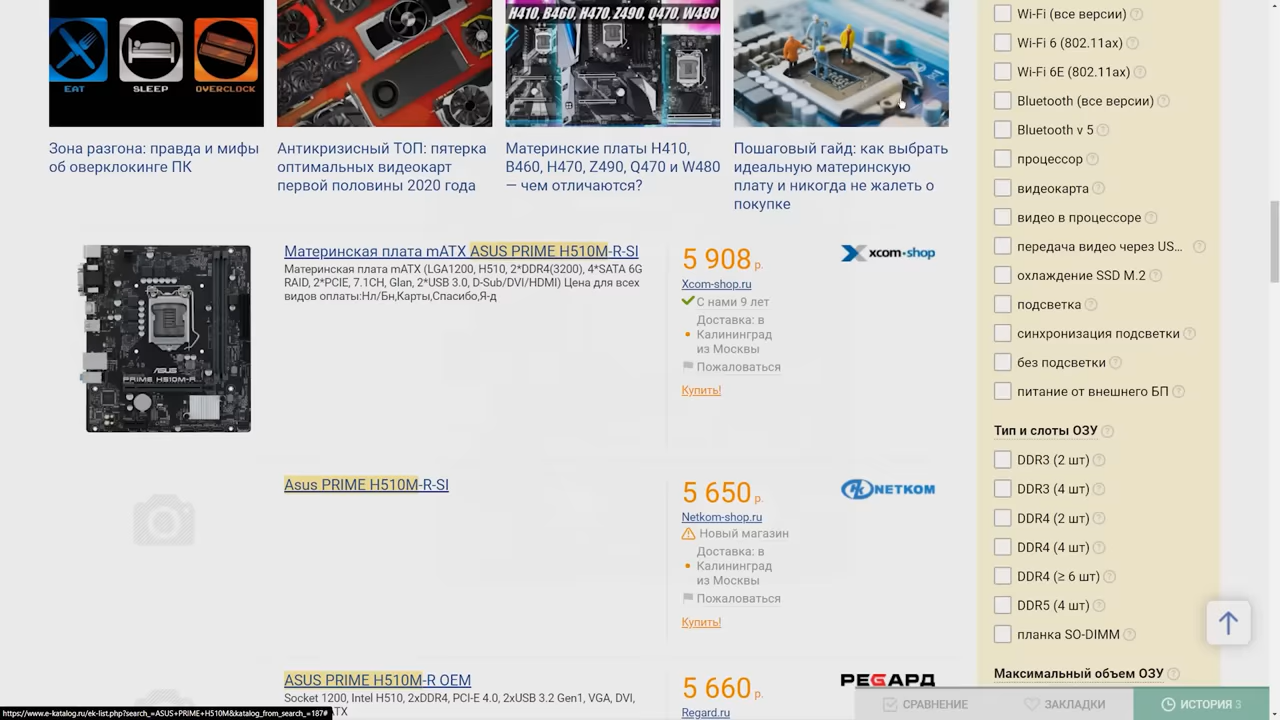 EAT
SLEEP
OVERCLOCK
H410, B460, H470, Z490, Q470, W480
Зона разгона: правда и мифы
об оверклокинге ПК
Антикризисный ТОП: пятерка
оптимальных видеокарт
первой половины 2020 года
Материнские платы H410,
B460, H470, Z490, Q470 и W480
— чем отличаются?
Пошаговый гайд: как выбрать
идеальную материнскую
плату и никогда не жалеть о
покупке
Материнская плата mATX ASUS PRIME H510M-R-SI
Материнская плата mATX (LGA1200, H510, 2*DDR4(3200), 4*SATA 6G
RAID, 2*PCIE, 7.1CH, Glan, 2*USB 3.0, D-Sub/DVI/HDMI) Цена для всех
видов оплаты:Нл/Бн,Карты,Спасибо,Я-д
ASUS
PRIME H510M-R
5 908 р.
Xcom-shop.ru
С нами 9 лет
Доставка: в
Калининград
из Москвы
Пожаловаться
Купить!
xcom-shop
Asus PRIME H510M-R-SI
5 650 р.
Netkom-shop.ru
Новый магазин
Доставка: в
Калининград
из Москвы
Пожаловаться
Купить!
NETKOM
ASUS PRIME H510M-R OEM
Socket 1200, Intel H510, 2xDDR4, PCI-E 4.0, 2xUSB 3.2 Gen1, VGA, DVI,
ATX
5 660 р.
Regard.ru
РЕГАРД
Wi-Fi (все версии)
Wi-Fi 6 (802.11ax)
Wi-Fi 6E (802.11ax)
Bluetooth (все версии)
Bluetooth v 5
процессор
видеокарта
видео в процессоре
передача видео через US...
охлаждение SSD M.2
подсветка
синхронизация подсветки
без подсветки
питание от внешнего БП
Тип и слоты ОЗУ
DDR3 (2 шт)
DDR3 (4 шт)
DDR4 (2 шт)
DDR4 (4 шт)
DDR4 (≥ 6 шт)
DDR5 (4 шт)
планка SO-DIMM
Максимальный объем ОЗУ
СРАВНЕНИЕ
ЗАКЛАДКИ
ИСТОРИЯ 3
https://www.e-katalog.ru/ek-list.php?search_=ASUS+PRIME+H510M&katalog_from_search_=187#